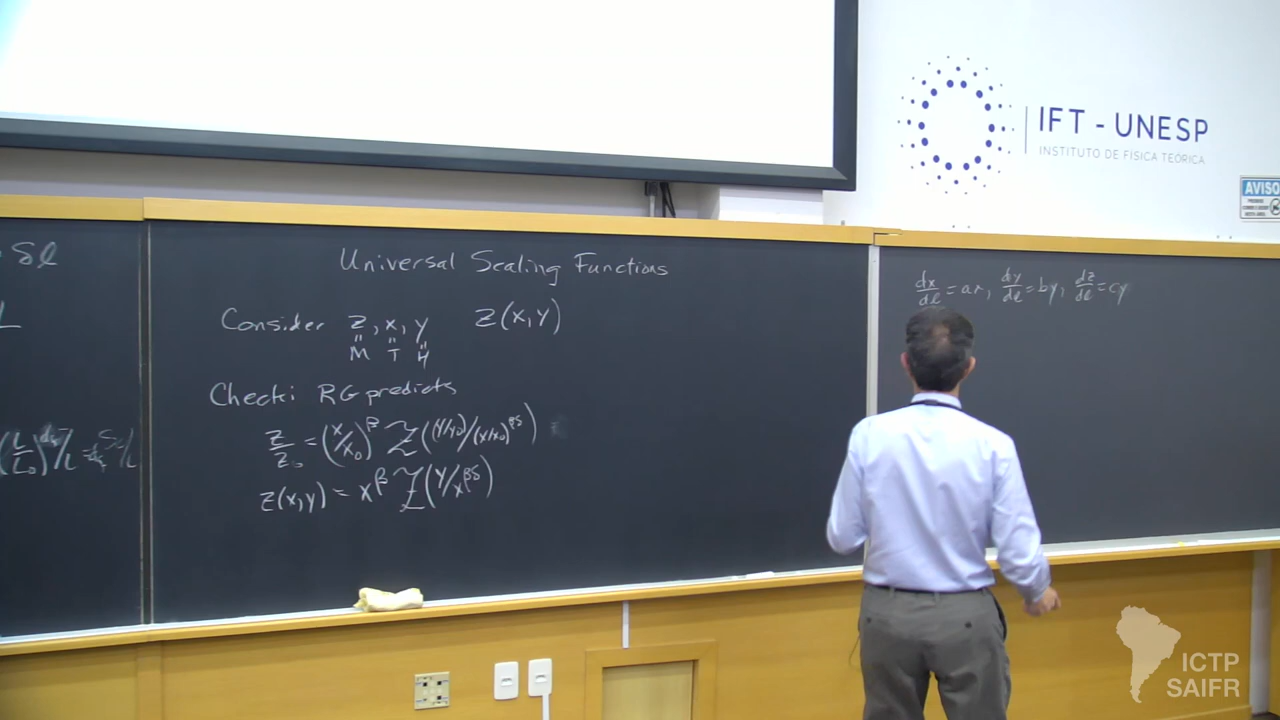 IFT - UNESP
INSTITUTO DE FÍSICA TEÓRICA
AVISO
δl
L
Universal Scaling Functions
Consider z, x, y z(x,y)
" " "
M T H
Check: RG predicts
z/z₀ = (x/x₀)^β 𝒵((y/y₀)/(x/x₀)^βδ)
z(x,y) = x^β 𝒵(y/x^βδ)
dx/dl = ax, dy/dl = by, dz/dl = cy
ICTP
SAIFR